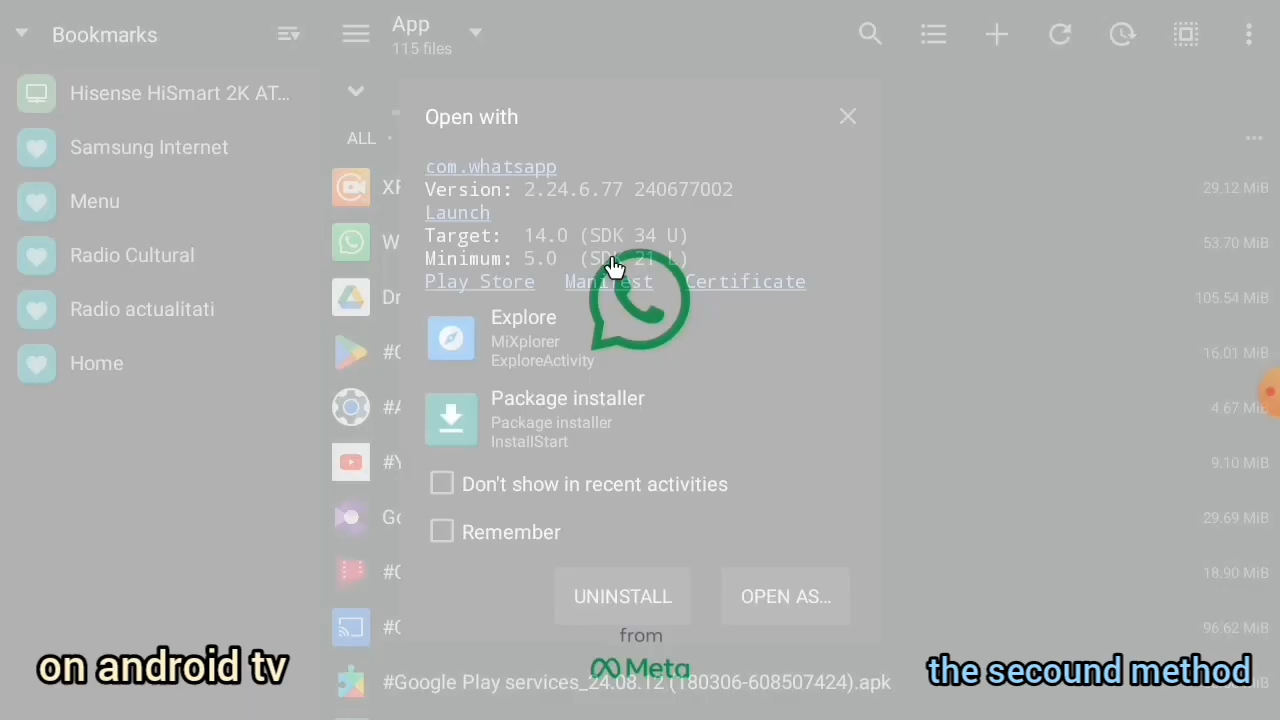 Bookmarks
App
115 files
Hisense HiSmart 2K AT...
Samsung Internet
Menu
Radio Cultural
Radio actualitati
Home
ALL
Open with
com.whatsapp
Version: 2.24.6.77 240677002
Launch
Target: 14.0 (SDK 34 U)
Minimum: 5.0 (SDK 21 L)
Play Store Manifest Certificate
Explore
MiXplorer
ExploreActivity
Package installer
Package installer
InstallStart
Don't show in recent activities
Remember
UNINSTALL OPEN AS...
29.12 MiB
53.70 MiB
105.54 MiB
16.01 MiB
4.67 MiB
9.10 MiB
29.69 MiB
18.90 MiB
96.62 MiB
#Google Play services_24.08.12 (180306-608507424).apk
from
Meta
on android tv
the secound method